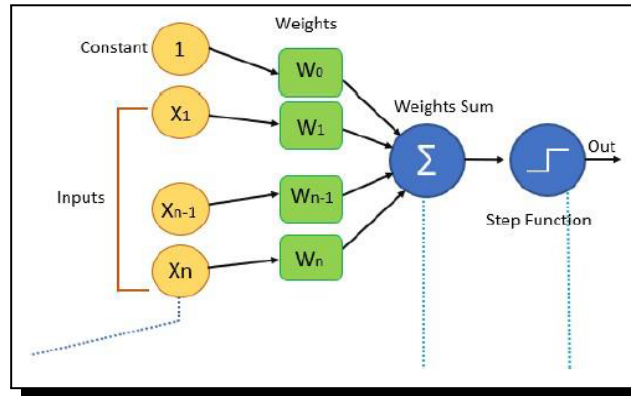 Weights
Constant
1
W0
X1
W1
Weights Sum
Σ
Out
Inputs
Xn-1
Wn-1
Step Function
Xn
Wn